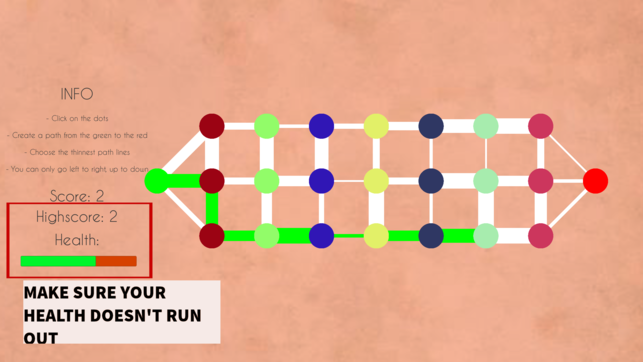 INFO
- Click on the dots
- Create a path from the green to the red
- Choose the thinnest path lines
- You can only go left to right, up to down
Score: 2
Highscore: 2
Health:
MAKE SURE YOUR
HEALTH DOESN'T RUN
OUT